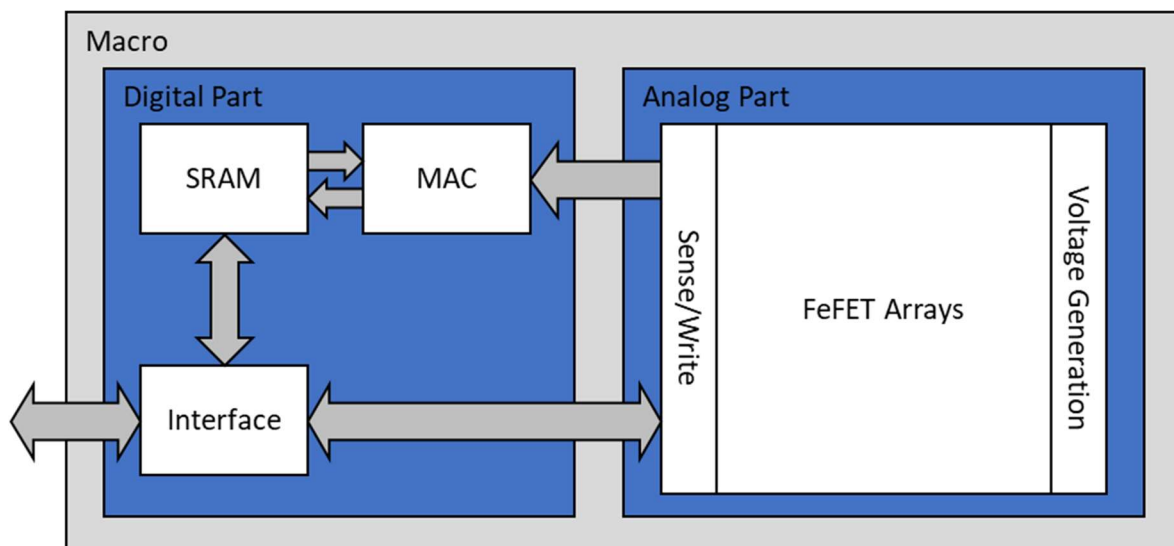 Macro
Digital Part
Analog Part
SRAM
MAC
Sense/Write
FeFET Arrays
Voltage Generation
Interface